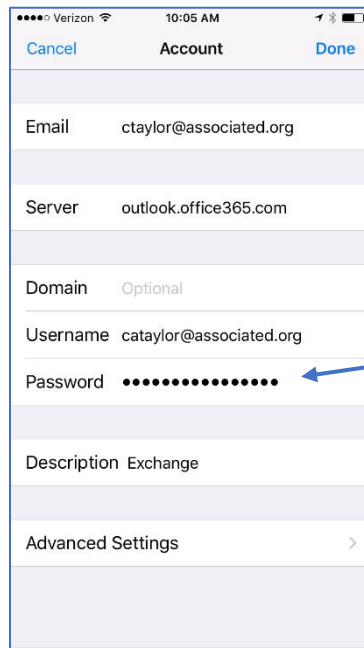 Verizon 10:05 AM
Cancel Account Done
Email ctaylor@associated.org
Server outlook.office365.com
Domain Optional
Username cataylor@associated.org
Password ●●●●●●●●●●●●●●●●
Description Exchange
Advanced Settings